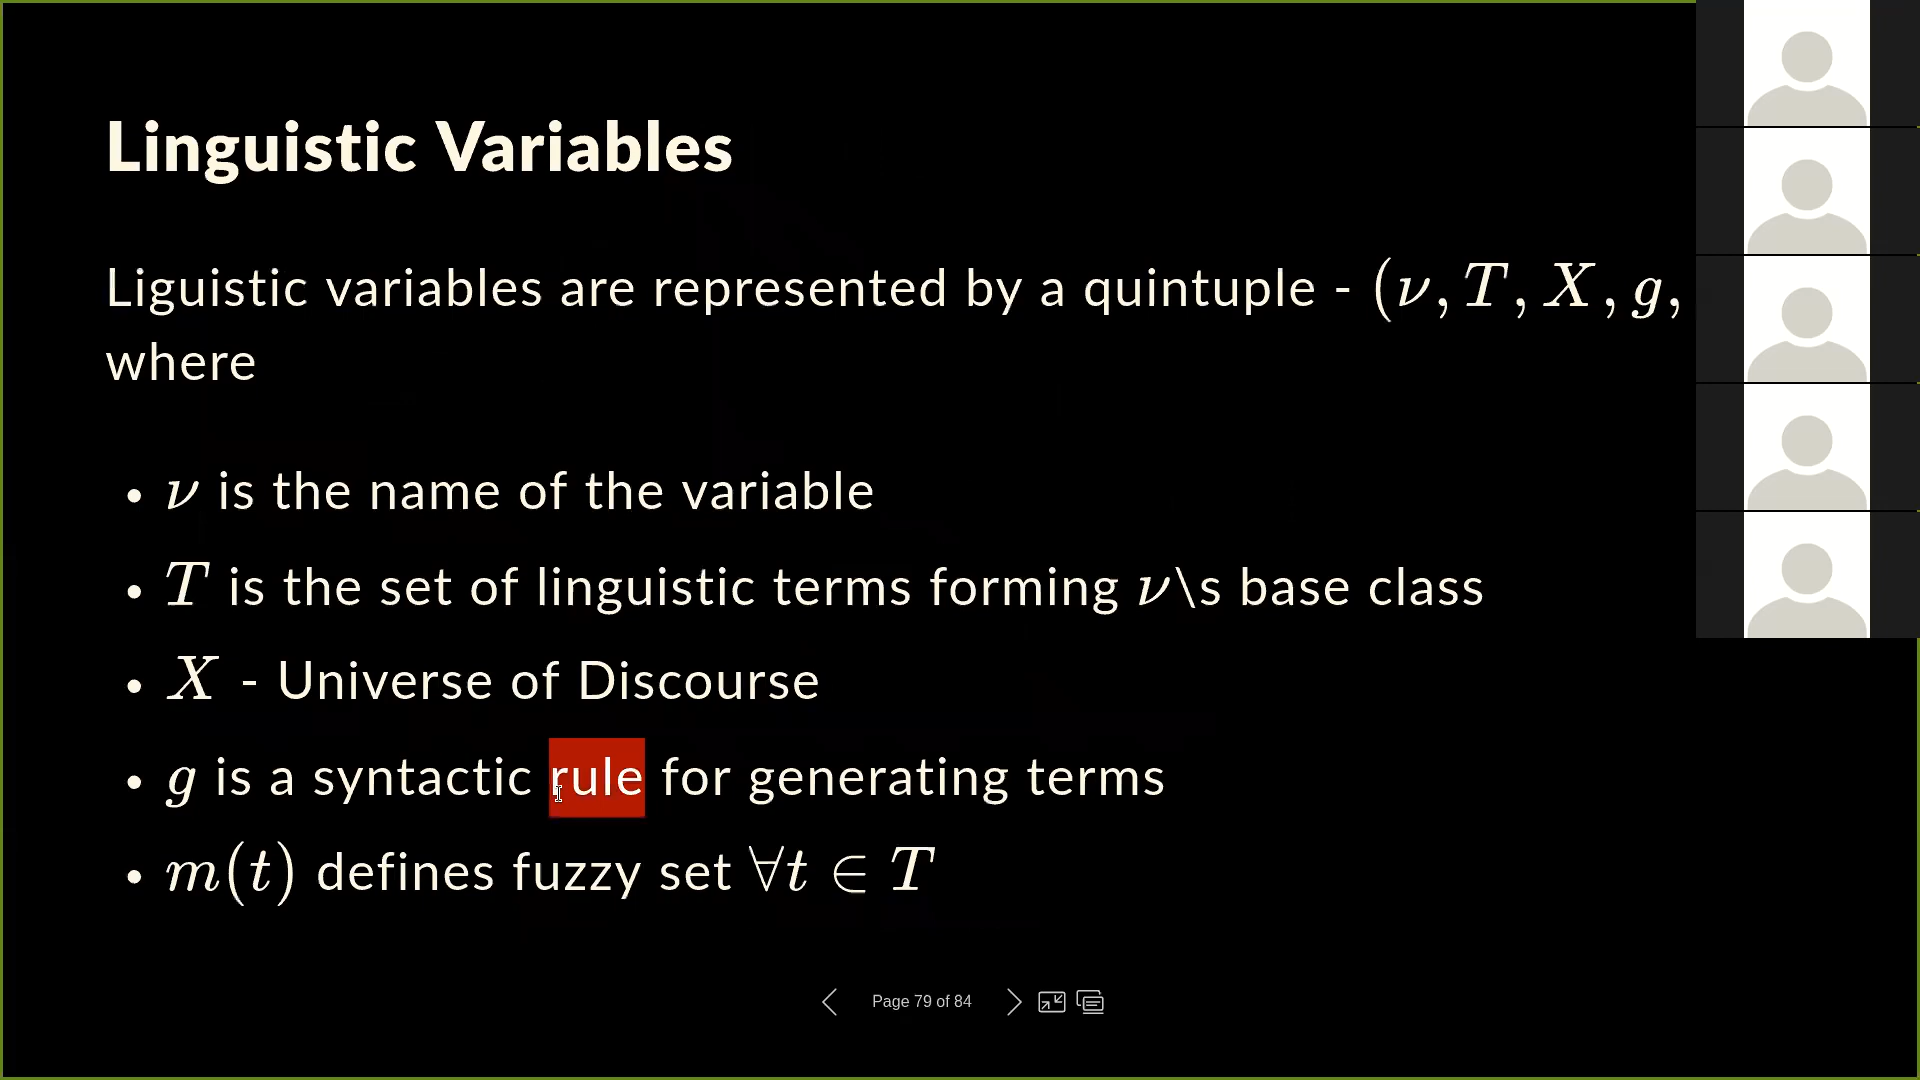 Linguistic Variables
Liguistic variables are represented by a quintuple - (ν, T, X, g,
where
• ν is the name of the variable
• T is the set of linguistic terms forming ν\s base class
• X - Universe of Discourse
• g is a syntactic rule for generating terms
• m(t) defines fuzzy set ∀t ∈ T
Page 79 of 84